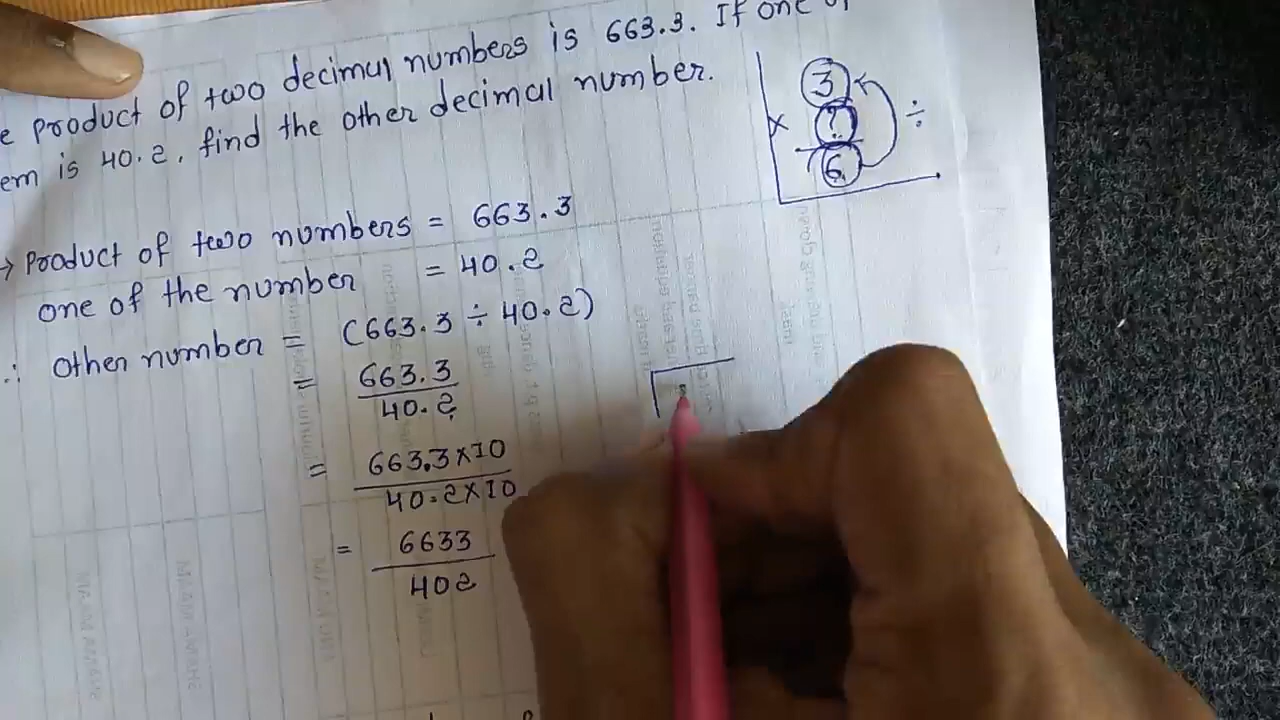 e product of two decimal numbers is 663.3. If one of
em is 40.2, find the other decimal number.
3
× ? ÷
6
→ Product of two numbers = 663.3
one of the number = 40.2
∴ Other number = (663.3 ÷ 40.2)
= 663.3
40.2
= 663.3×10
40.2×10
= 6633
402